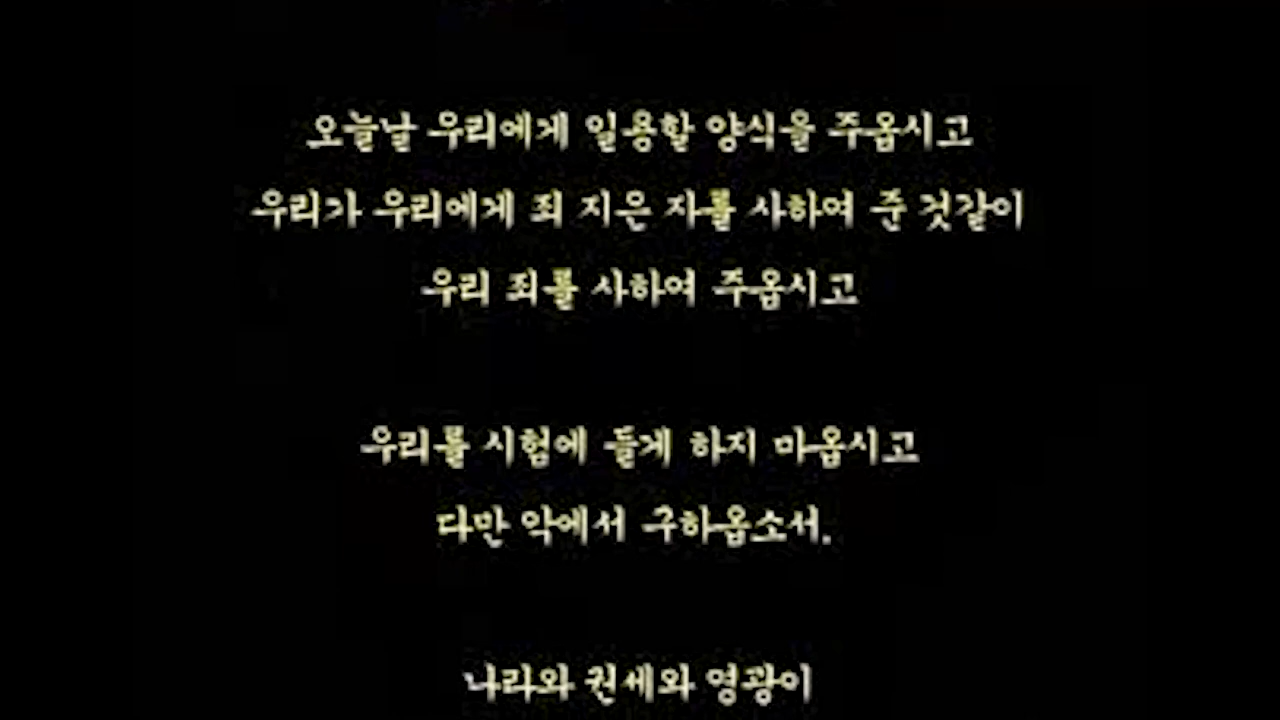 오늘날 우리에게 일용할 양식을 주옵시고
우리가 우리에게 죄 지은 자를 사하여 준 것같이
우리 죄를 사하여 주옵시고
우리를 시험에 들게 하지 마옵시고
다만 악에서 구하옵소서.
나라와 권세와 영광이